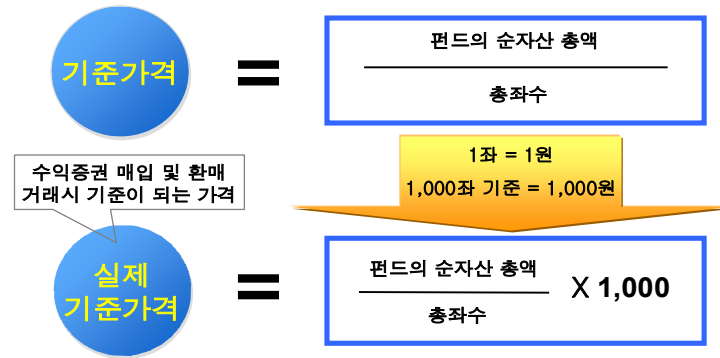 기준가격
=
펀드의 순자산 총액
총좌수
1좌 = 1원
1,000좌 기준 = 1,000원
수익증권 매입 및 환매
거래시 기준이 되는 가격
실제
기준가격
=
펀드의 순자산 총액
총좌수
X 1,000